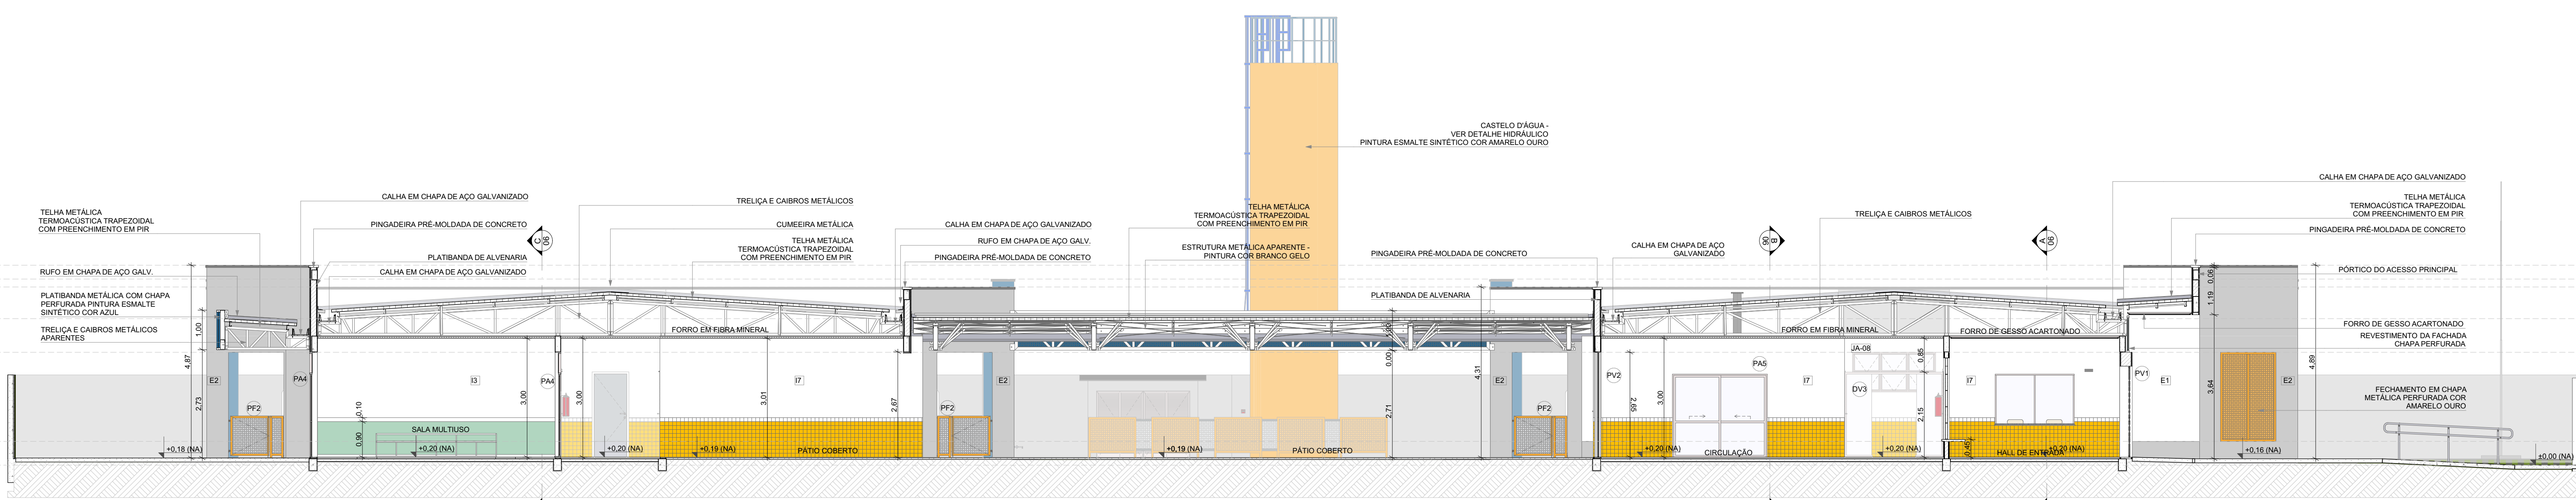 CASTELO D'ÁGUA -
VER DETALHE HIDRÁULICO
PINTURA ESMALTE SINTÉTICO COR AMARELO OURO
TELHA METÁLICA
TERMOACÚSTICA TRAPEZOIDAL
COM PREENCHIMENTO EM PIR
RUFO EM CHAPA DE AÇO GALV.
PLATIBANDA METÁLICA COM CHAPA
PERFURADA PINTURA ESMALTE
SINTÉTICO COR AZUL
TRELIÇA E CAIBROS METÁLICOS
APARENTES
CALHA EM CHAPA DE AÇO GALVANIZADO
PINGADEIRA PRÉ-MOLDADA DE CONCRETO
PLATIBANDA DE ALVENARIA
CALHA EM CHAPA DE AÇO GALVANIZADO
C
06
TRELIÇA E CAIBROS METÁLICOS
CUMEEIRA METÁLICA
TELHA METÁLICA
TERMOACÚSTICA TRAPEZOIDAL
COM PREENCHIMENTO EM PIR
CALHA EM CHAPA DE AÇO GALVANIZADO
RUFO EM CHAPA DE AÇO GALV.
PINGADEIRA PRÉ-MOLDADA DE CONCRETO
TELHA METÁLICA
TERMOACÚSTICA TRAPEZOIDAL
COM PREENCHIMENTO EM PIR
ESTRUTURA METÁLICA APARENTE -
PINTURA COR BRANCO GELO
PINGADEIRA PRÉ-MOLDADA DE CONCRETO
PLATIBANDA DE ALVENARIA
CALHA EM CHAPA DE AÇO
GALVANIZADO
B
06
TRELIÇA E CAIBROS METÁLICOS
A
06
CALHA EM CHAPA DE AÇO GALVANIZADO
TELHA METÁLICA
TERMOACÚSTICA TRAPEZOIDAL
COM PREENCHIMENTO EM PIR
PINGADEIRA PRÉ-MOLDADA DE CONCRETO
PÓRTICO DO ACESSO PRINCIPAL
FORRO DE GESSO ACARTONADO
REVESTIMENTO DA FACHADA
CHAPA PERFURADA
FECHAMENTO EM CHAPA
METÁLICA PERFURADA COR
AMARELO OURO
4,87
1,00
2,73
E2
PF2
+0,18 (NA)
PA4
I3
0,10
0,90
SALA MULTIUSO
+0,20 (NA)
3,00
PA4
3,00
+0,20 (NA)
FORRO EM FIBRA MINERAL
3,01
I7
+0,19 (NA)
PÁTIO COBERTO
2,67
PF2
E2
+0,19 (NA)
PÁTIO COBERTO
0,00
2,71
4,31
E2
PF2
PV2
2,65
3,00
+0,20 (NA)
CIRCULAÇÃO
PA5
FORRO EM FIBRA MINERAL
I7
JA-08
DV3
+0,20 (NA)
0,85
2,15
FORRO DE GESSO ACARTONADO
I7
0,45
HALL DE ENTRADA
+0,20 (NA)
PV1
E1
0,06
1,19
3,64
E2
+0,16 (NA)
4,89
±0,00 (NA)